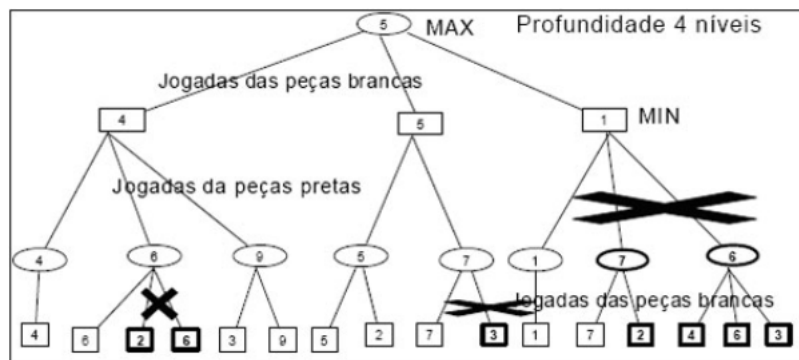 5 MAX Profundidade 4 níveis
Jogadas das peças brancas
4 5 1 MIN
Jogadas da peças pretas
4 6 9 5 7 1 7 6
Jogadas das peças brancas
4 6 2 6 3 9 5 2 7 3 1 7 2 4 6 3